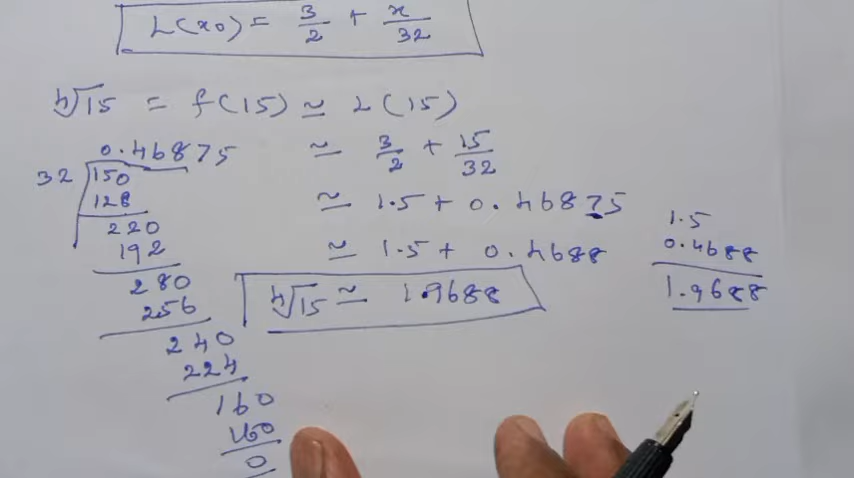 L(x0) = 3/2 + x/32
∜15 = f(15) ≃ L(15)
≃ 3/2 + 15/32
≃ 1.5 + 0.46875
≃ 1.5 + 0.4688
∜15 ≃ 1.9688
0.46875
32 150
128
220
192
280
256
240
224
160
160
0
1.5
0.4688
1.9688